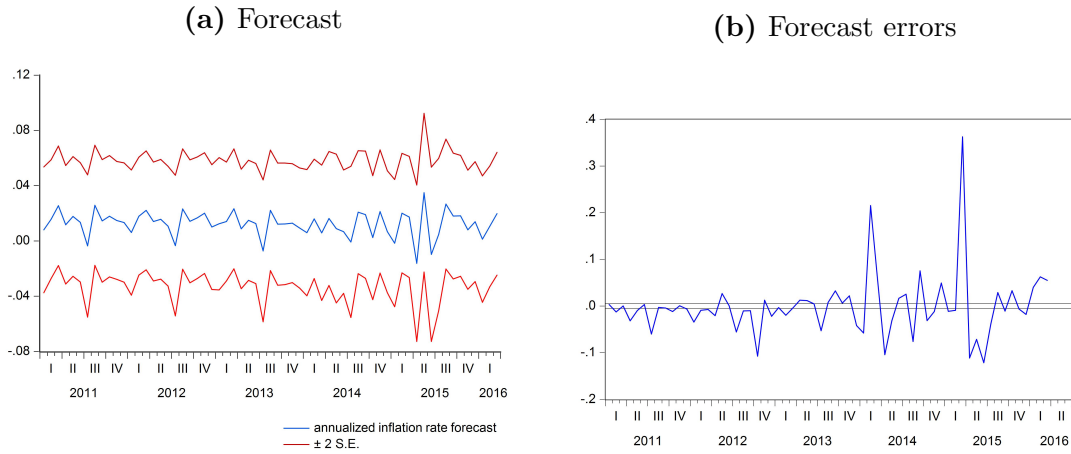 (a) Forecast
.12
.08
.04
.00
-.04
-.08
I II III IV I II III IV I II III IV I II III IV I II III IV I
2011 2012 2013 2014 2015 2016
annualized inflation rate forecast
± 2 S.E.
(b) Forecast errors
.4
.3
.2
.1
.0
-.1
-.2
I II III IV I II III IV I II III IV I II III IV I II III IV I II
2011 2012 2013 2014 2015 2016